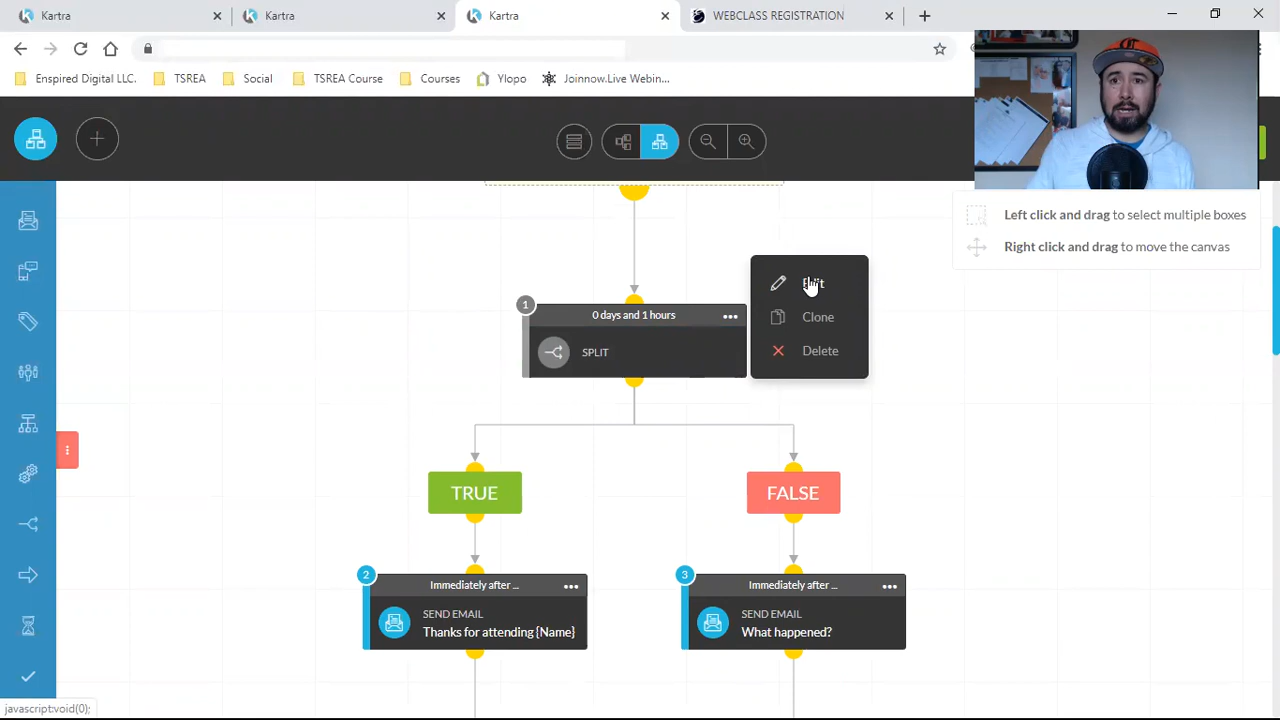 Kartra
Kartra
Kartra
WEBCLASS REGISTRATION
Enspired Digital LLC.
TSREA
Social
TSREA Course
Courses
Ylopo
Joinnow.Live Webin...
Left click and drag to select multiple boxes
Right click and drag to move the canvas
1
0 days and 1 hours
SPLIT
Edit
Clone
Delete
TRUE
FALSE
2
Immediately after ...
SEND EMAIL
Thanks for attending {Name}
3
Immediately after ...
SEND EMAIL
What happened?
javascript:void(0);